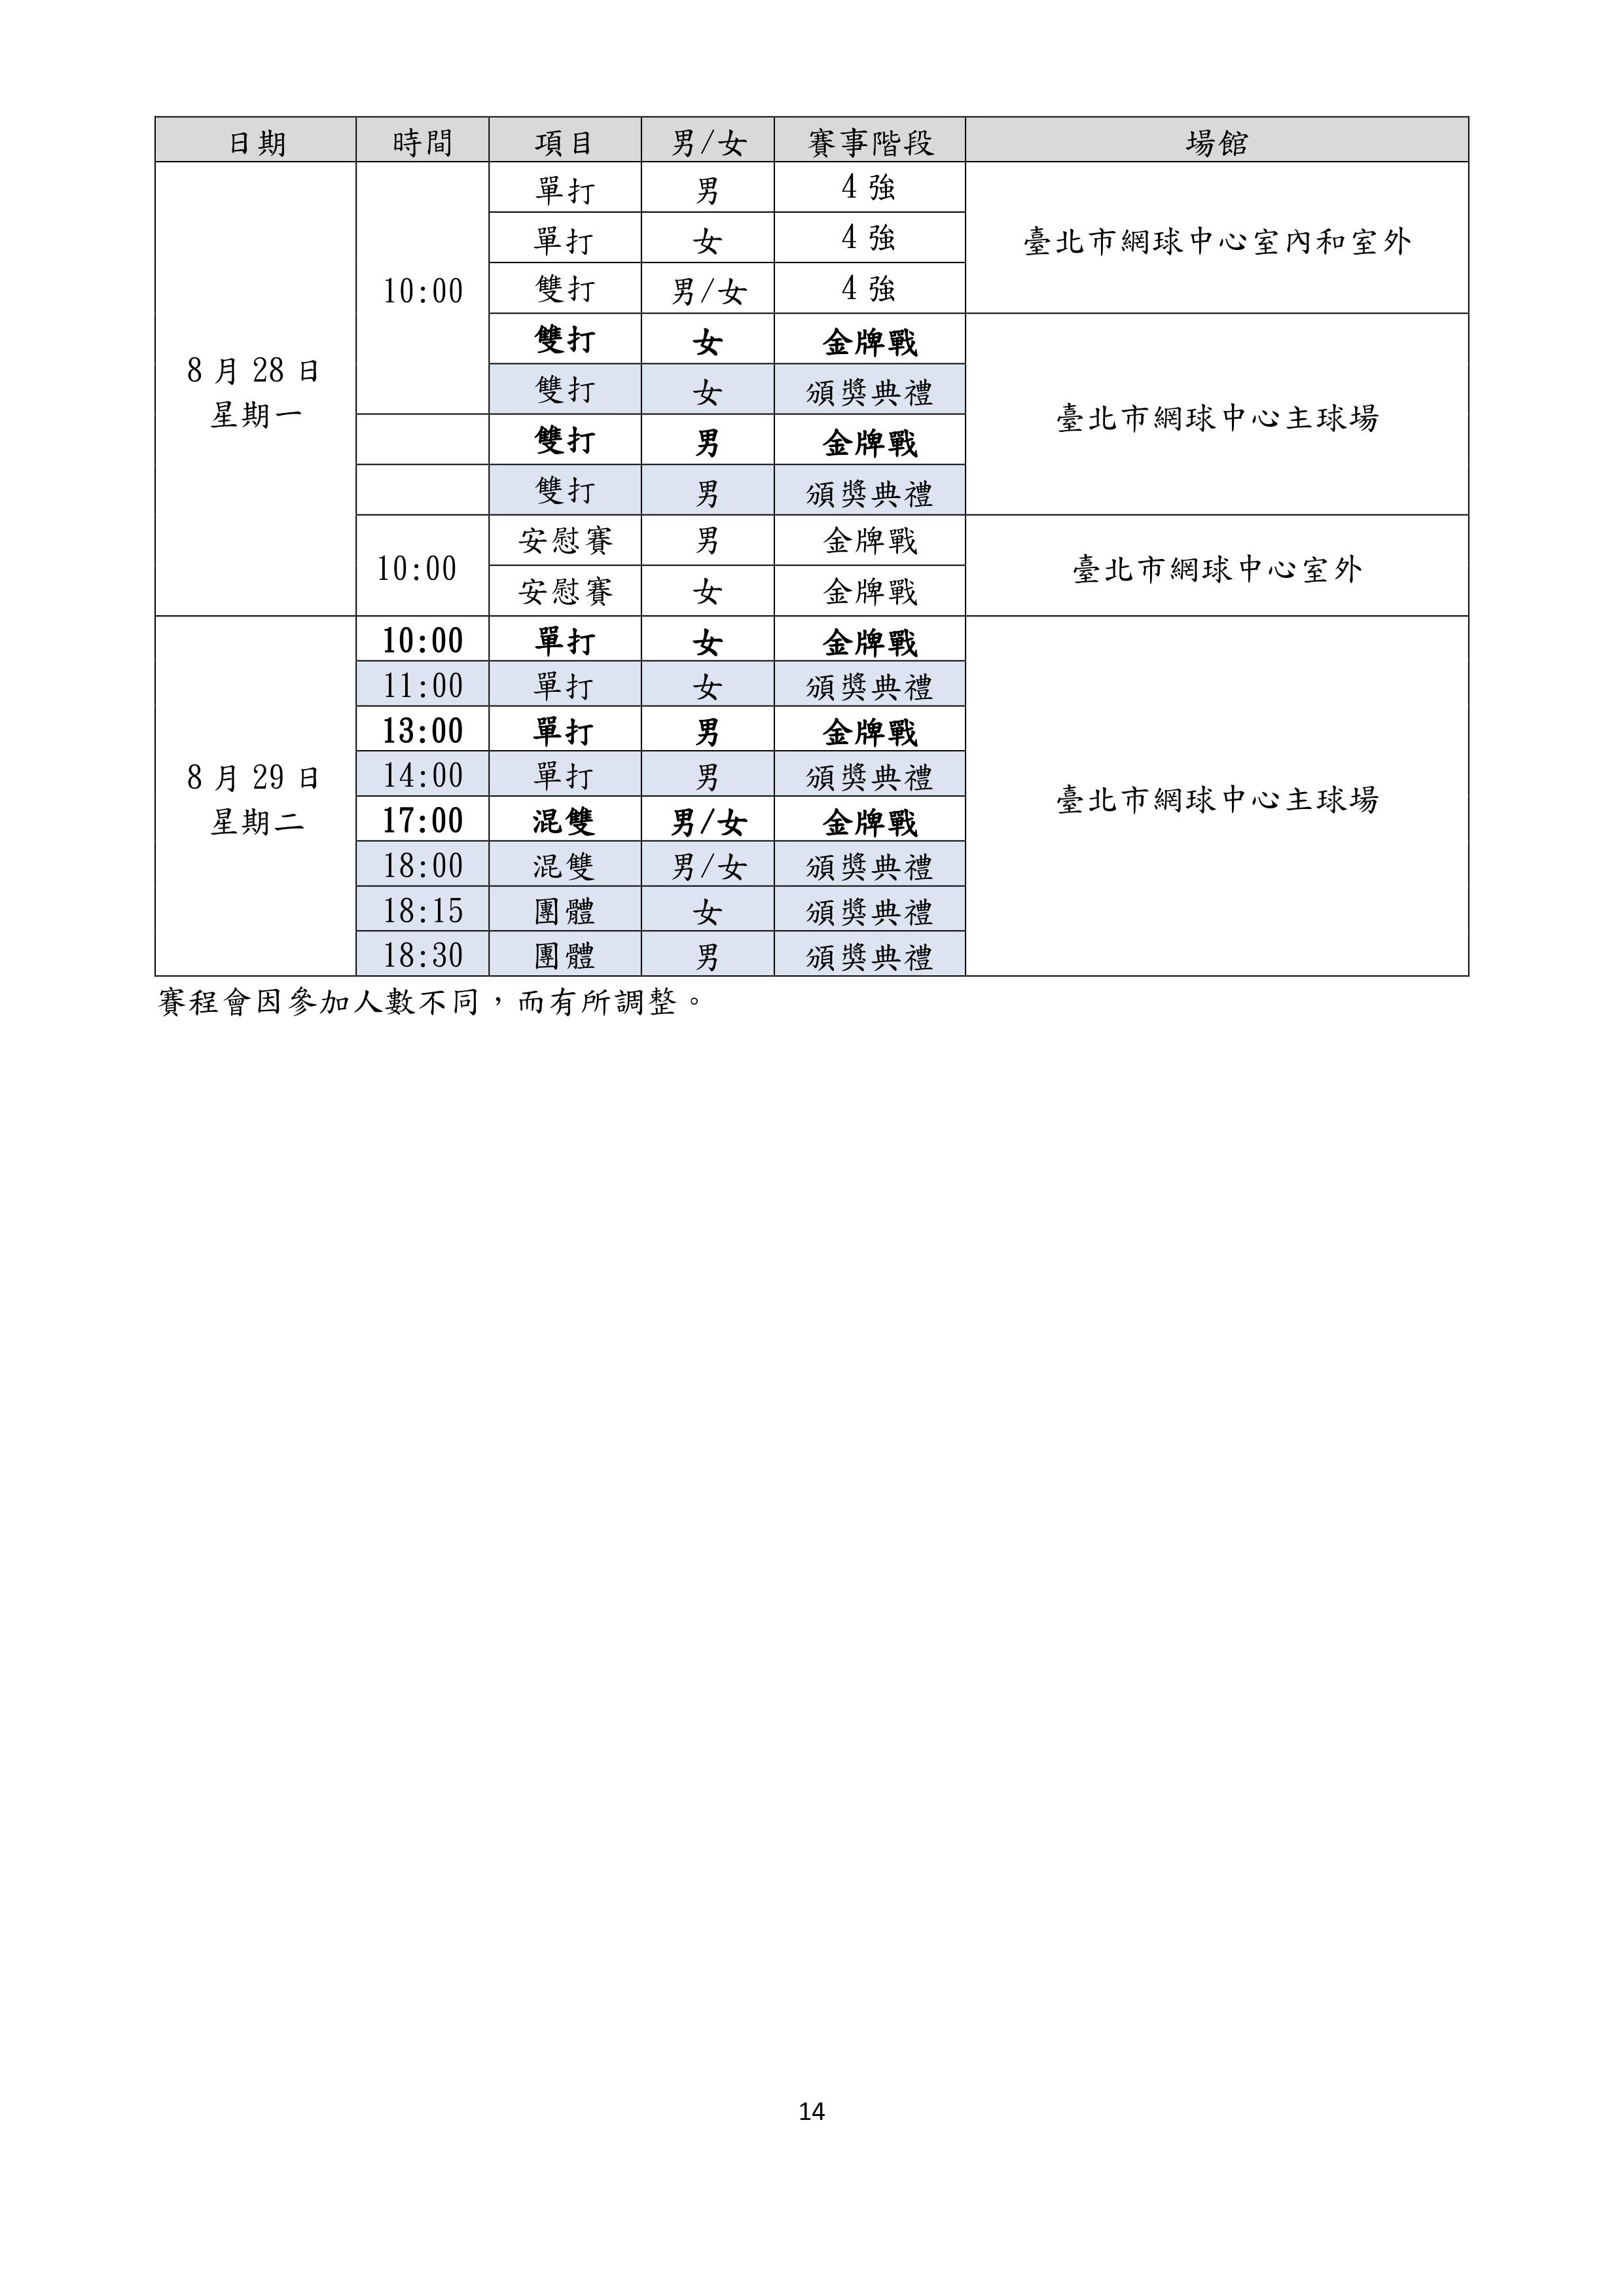 日期 時間 項目 男/女 賽事階段 場館
8 月 28 日
星期一
10:00
單打 男 4 強
單打 女 4 強
雙打 男/女 4 強
臺北市網球中心室內和室外
雙打 女 金牌戰
雙打 女 頒獎典禮
雙打 男 金牌戰
雙打 男 頒獎典禮
臺北市網球中心主球場
10:00
安慰賽 男 金牌戰
安慰賽 女 金牌戰
臺北市網球中心室外
8 月 29 日
星期二
10:00 單打 女 金牌戰
11:00 單打 女 頒獎典禮
13:00 單打 男 金牌戰
14:00 單打 男 頒獎典禮
17:00 混雙 男/女 金牌戰
18:00 混雙 男/女 頒獎典禮
18:15 團體 女 頒獎典禮
18:30 團體 男 頒獎典禮
臺北市網球中心主球場
賽程會因參加人數不同，而有所調整。
14